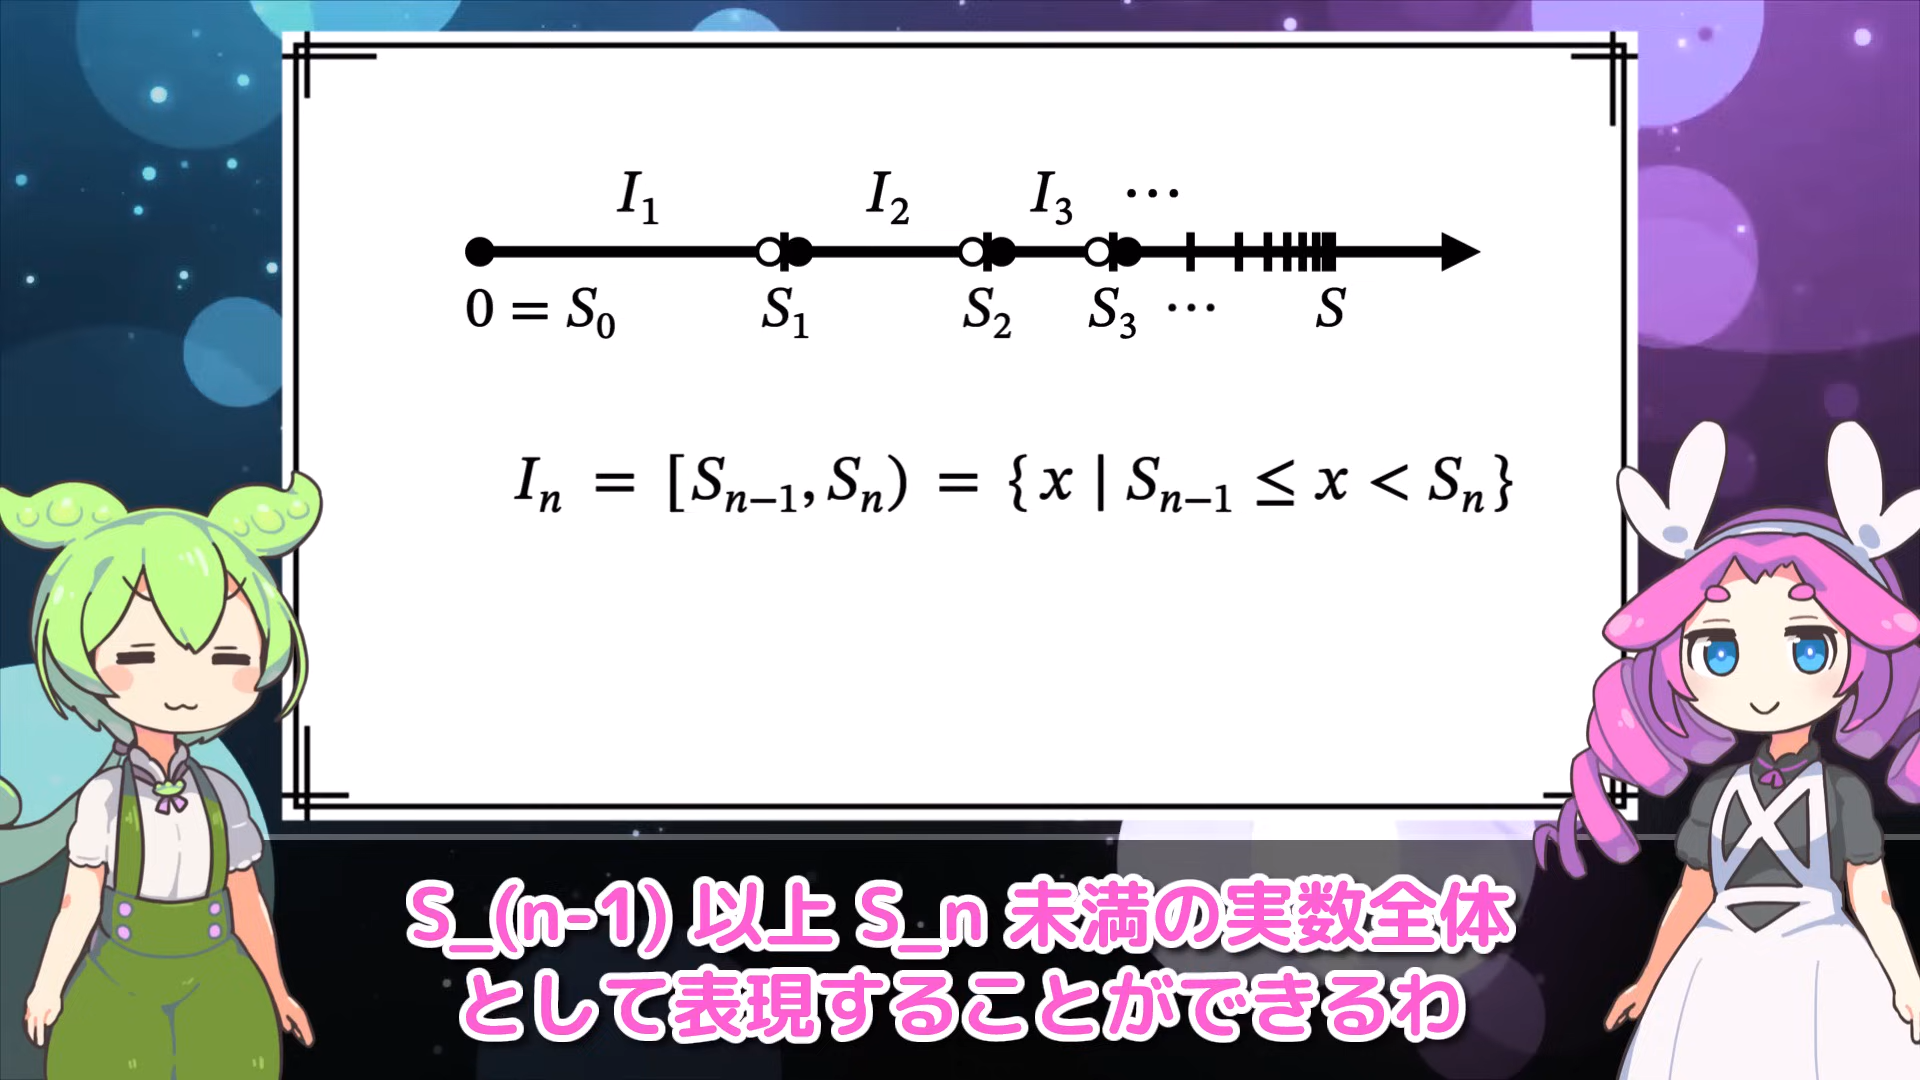 I₁ I₂ I₃ ⋯
0 = S₀ S₁ S₂ S₃ ⋯ S
Iₙ = [Sₙ₋₁, Sₙ) = { x | Sₙ₋₁ ≤ x < Sₙ }
S_(n-1) 以上 S_n 未満の実数全体
として表現することができるわ